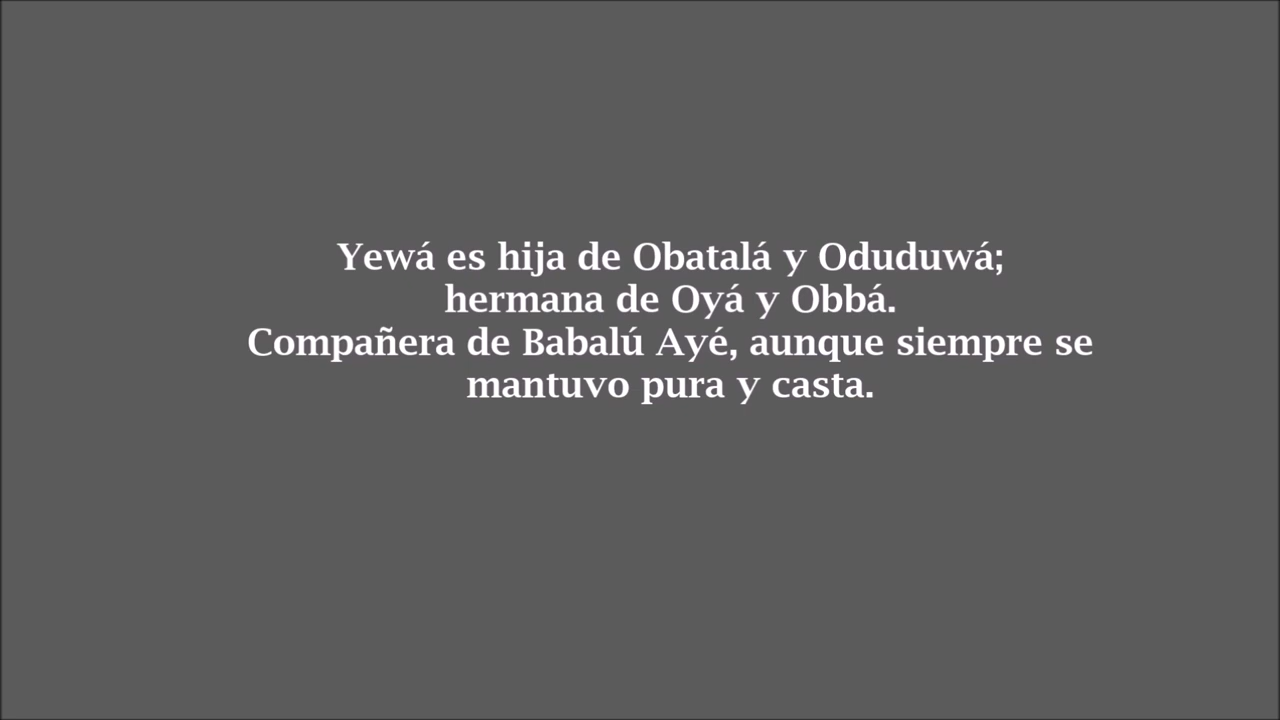 Yewá es hija de Obatalá y Oduduwá;
hermana de Oyá y Obbá.
Compañera de Babalú Ayé, aunque siempre se
mantuvo pura y casta.